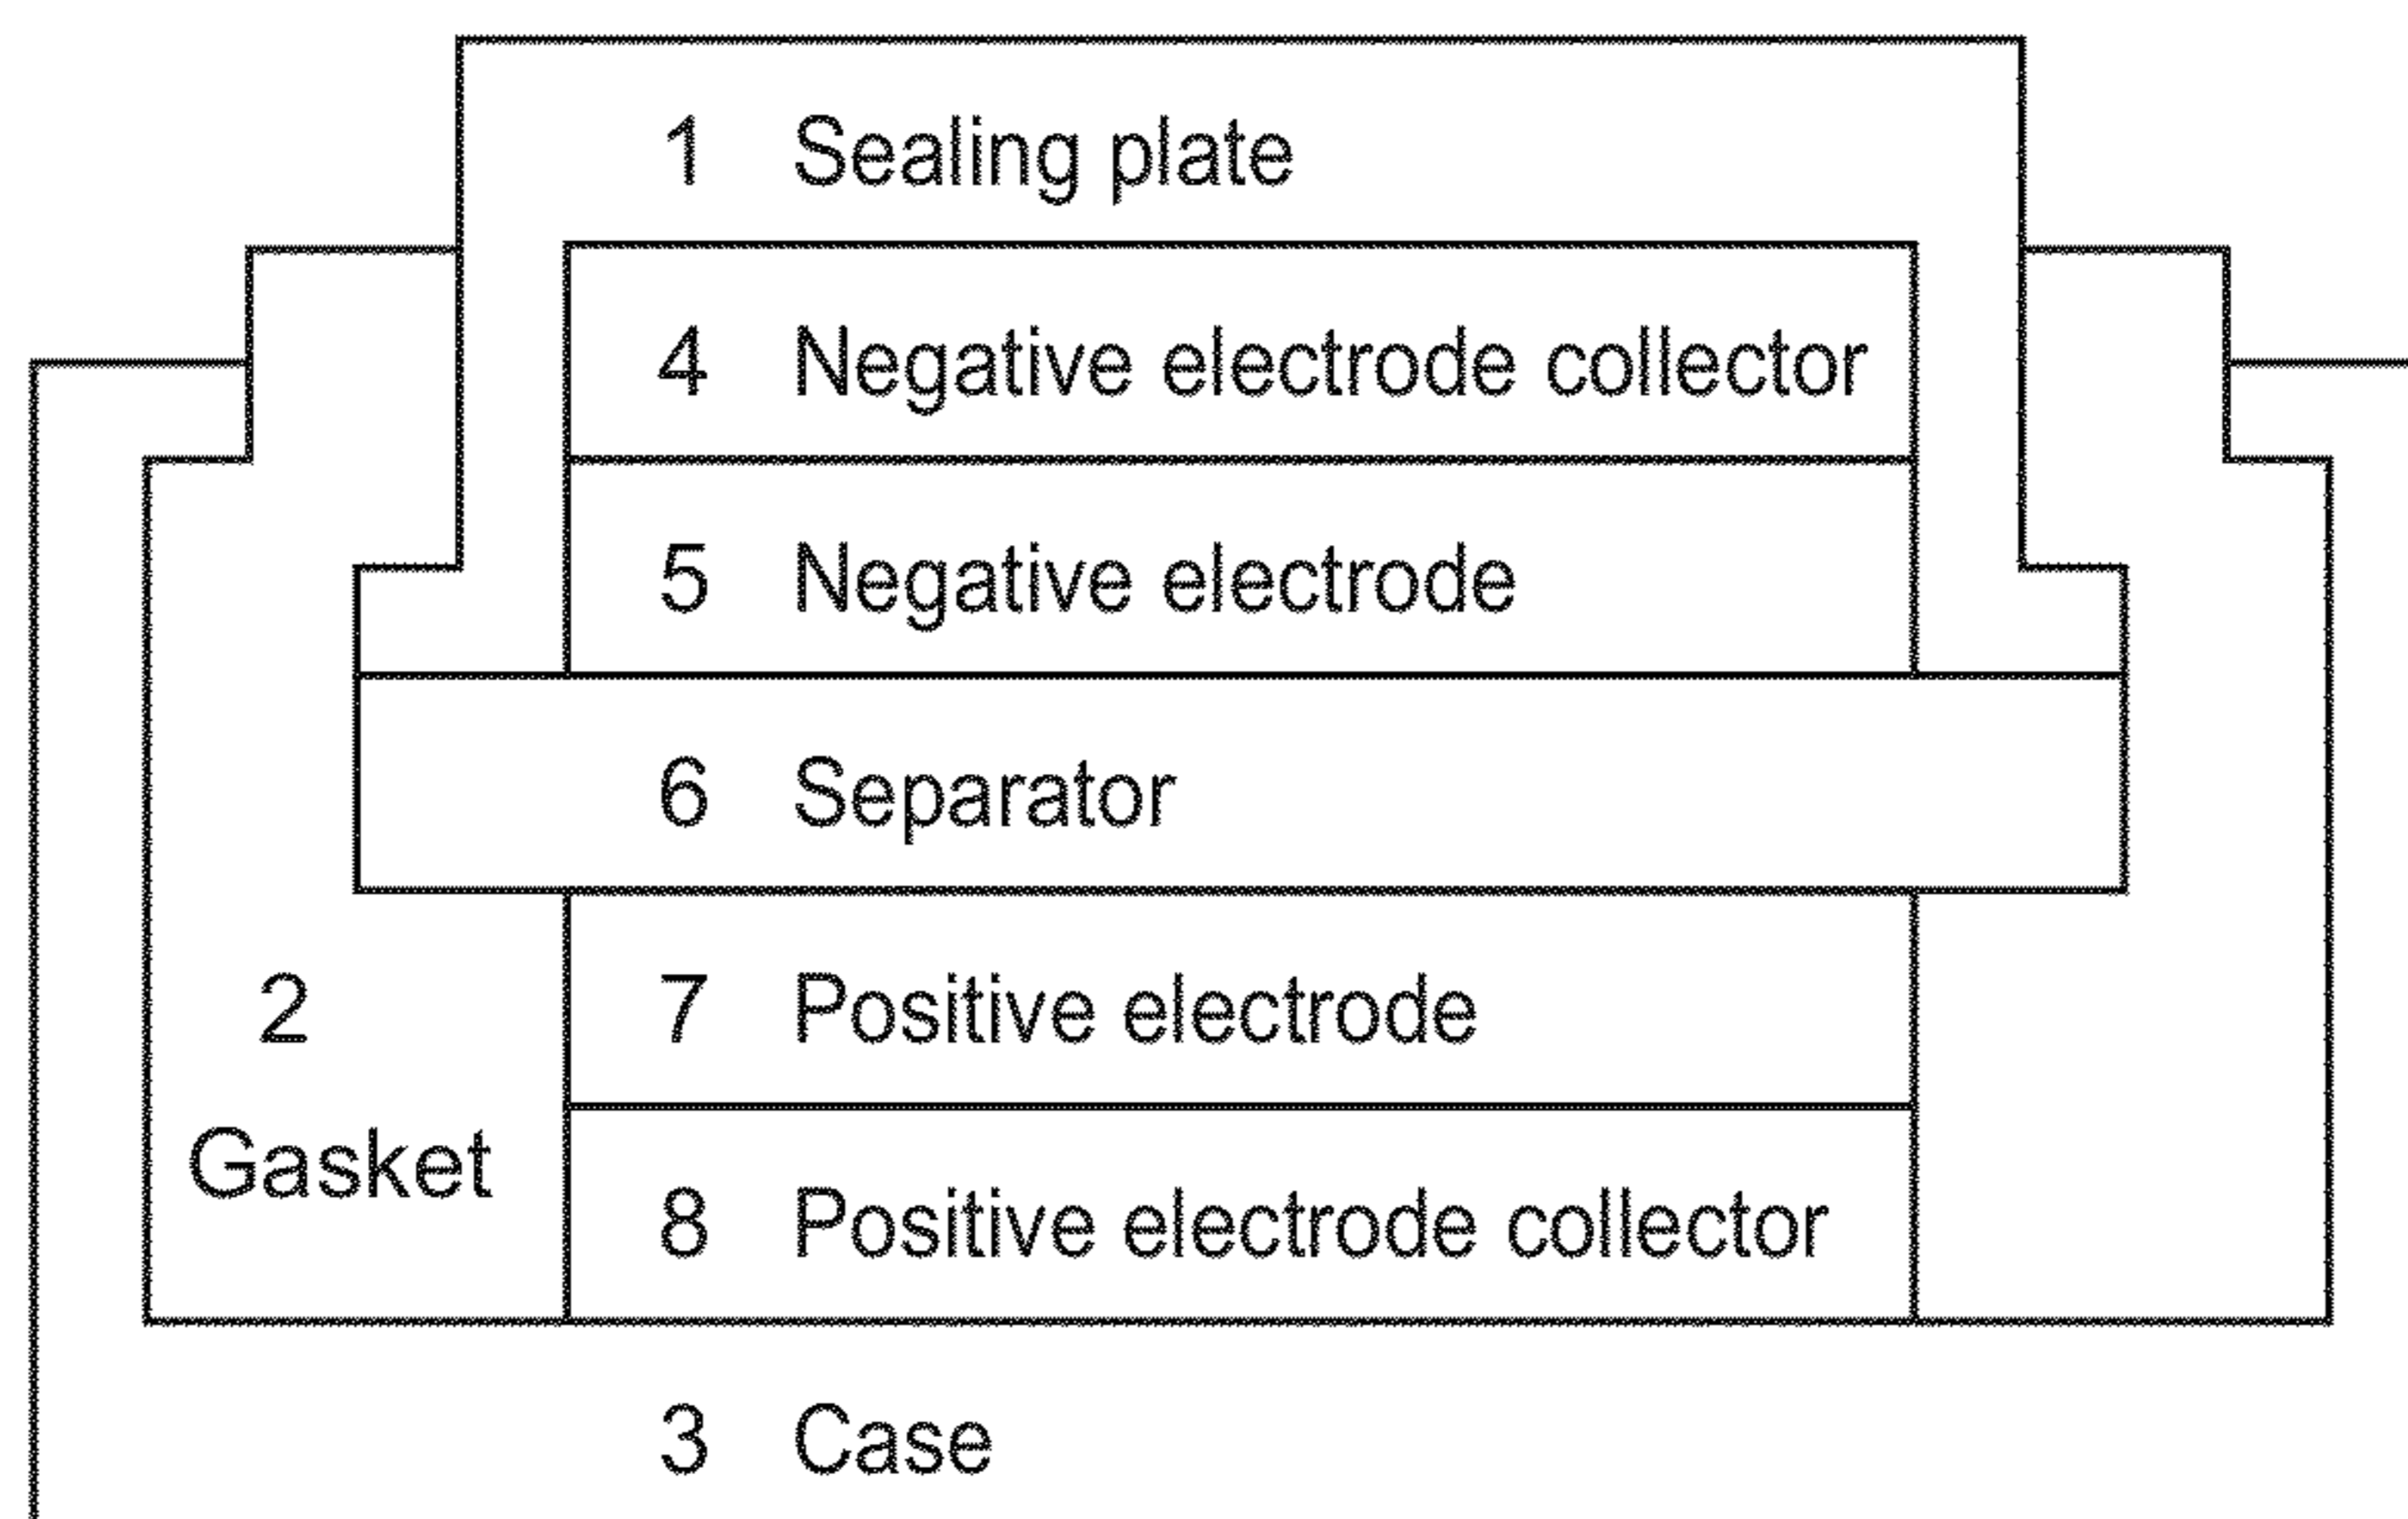 1 Sealing plate
4 Negative electrode collector
5 Negative electrode
6 Separator
7 Positive electrode
2
Gasket
8 Positive electrode collector
3 Case